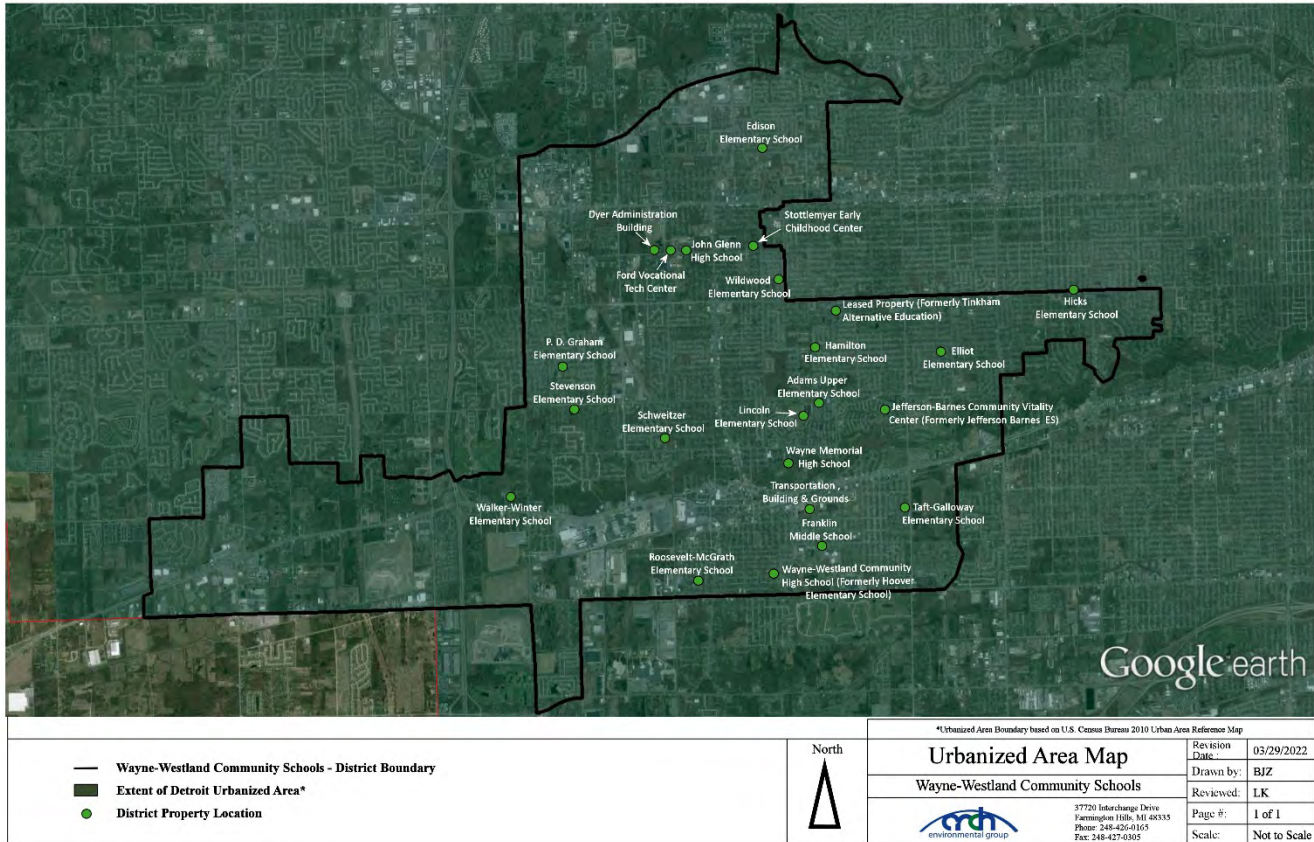 Edison
Elementary School
Dyer Administration
Building
Stottlemyer Early
Childhood Center
John Glenn
High School
Ford Vocational
Tech Center
Wildwood
Elementary School
Leased Property (Formerly Tinkham
Alternative Education)
Hicks
Elementary School
P. D. Graham
Elementary School
Hamilton
Elementary School
Elliot
Elementary School
Stevenson
Elementary School
Adams Upper
Elementary School
Lincoln
Elementary School
Jefferson-Barnes Community Vitality
Center (Formerly Jefferson Barnes ES)
Schweitzer
Elementary School
Wayne Memorial
High School
Walker-Winter
Elementary School
Transportation ,
Building & Grounds
Taft-Galloway
Elementary School
Franklin
Middle School
Roosevelt-McGrath
Elementary School
Wayne-Westland Community
High School (Formerly Hoover
Elementary School)
Google earth
Wayne-Westland Community Schools - District Boundary
Extent of Detroit Urbanized Area*
District Property Location
North
*Urbanized Area Boundary based on U.S. Census Bureau 2010 Urban Area Reference Map
Urbanized Area Map
Wayne-Westland Community Schools
environmental group
37720 Interchange Drive
Farmington Hills, MI 48335
Phone: 248-426-0165
Fax: 248-427-0305
Revision Date : 03/29/2022
Drawn by: BJZ
Reviewed: LK
Page #: 1 of 1
Scale: Not to Scale